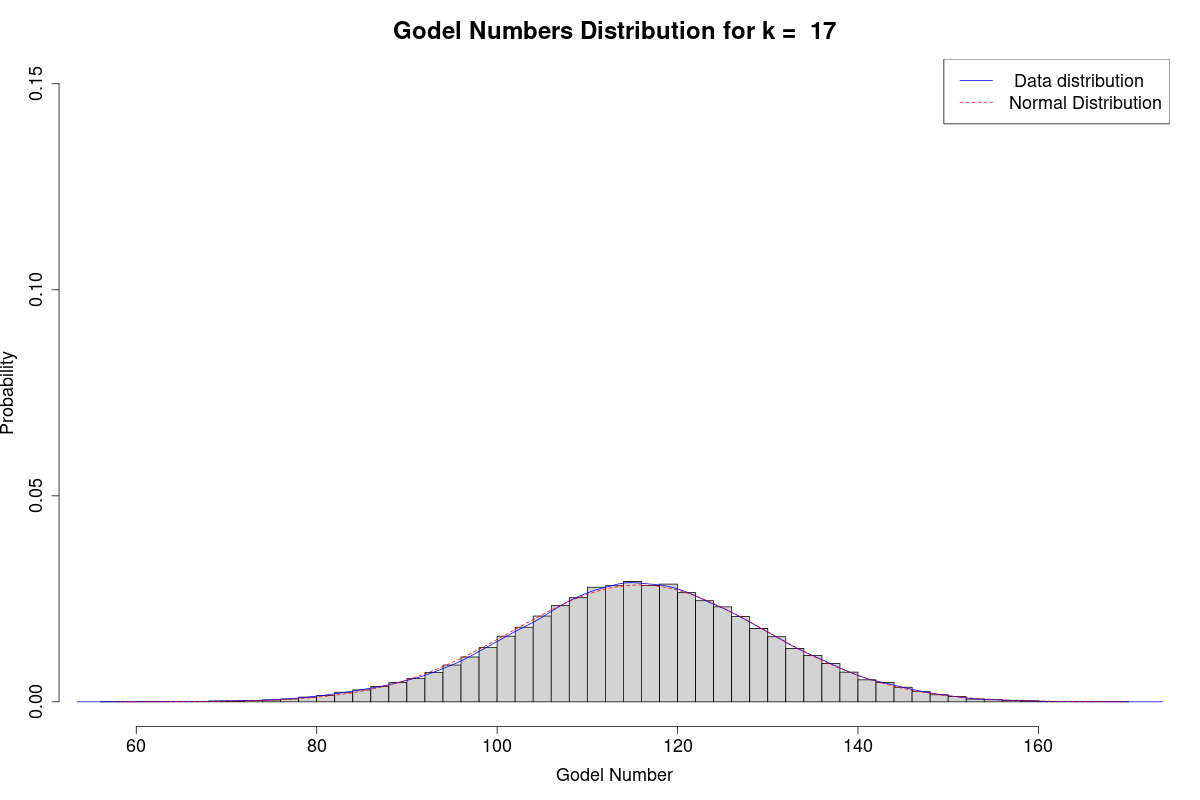 Godel Numbers Distribution for k =  17
Data distribution
Normal Distribution
0.15
0.10
0.05
0.00
Probability
60 80 100 120 140 160
Godel Number